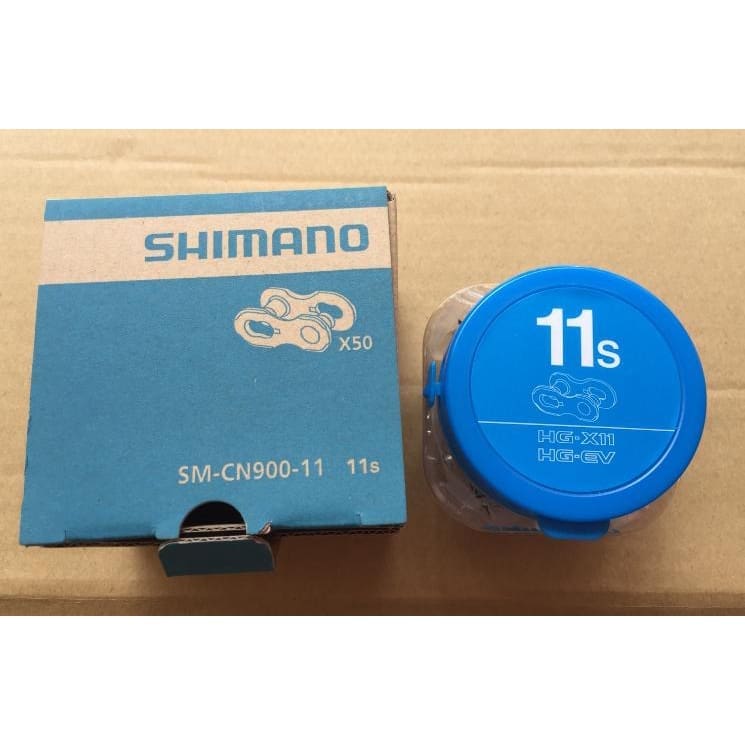 SHIMANO
X50
SM-CN900-11 11s
11s
HG-X11
HG-EV